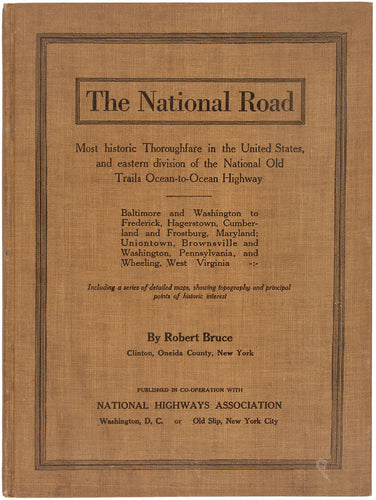 The National Road
Most historic Thoroughfare in the United States,
and eastern division of the National Old
Trails Ocean-to-Ocean Highway
Baltimore and Washington to
Frederick, Hagerstown, Cumber-
land and Frostburg, Maryland;
Uniontown, Brownsville and
Washington, Pennsylvania, and
Wheeling, West Virginia -:-
Including a series of detailed maps, showing topography and principal
points of historic interest
By Robert Bruce
Clinton, Oneida County, New York
PUBLISHED IN CO-OPERATION WITH
NATIONAL HIGHWAYS ASSOCIATION
Washington, D. C. or Old Slip, New York City